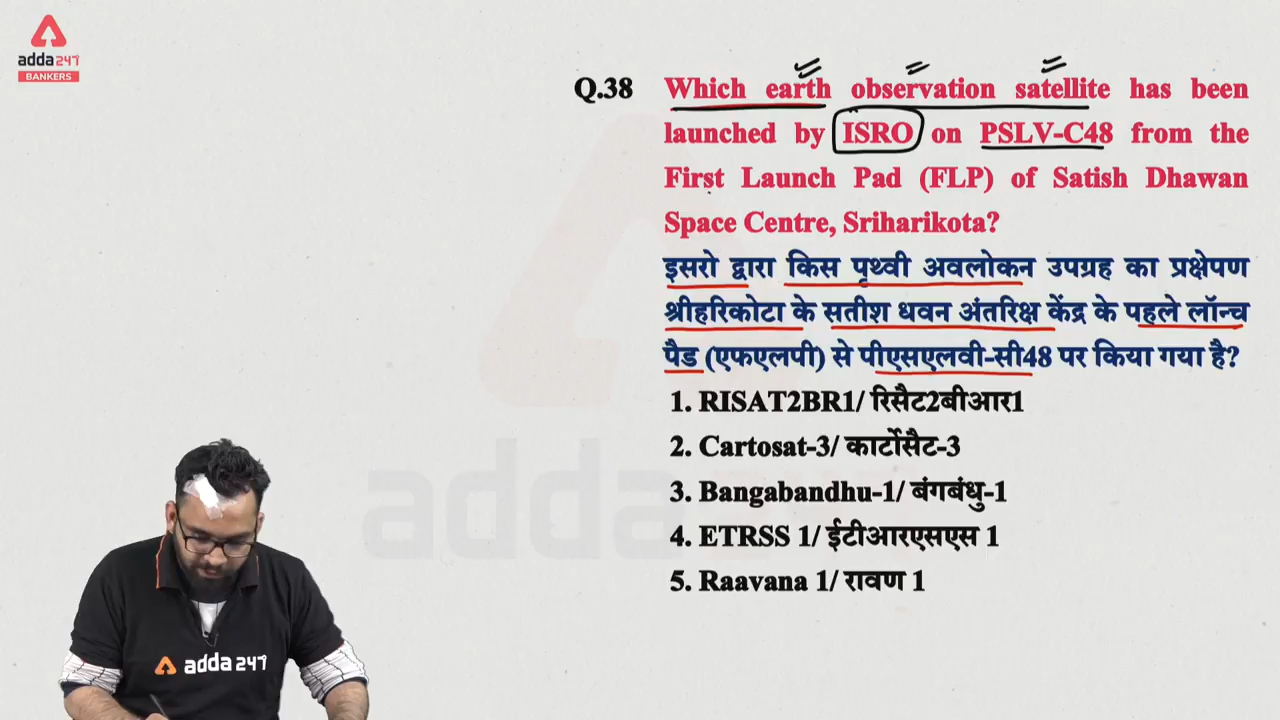 adda247
BANKERS
Q.38 Which earth observation satellite has been
launched by ISRO on PSLV-C48 from the
First Launch Pad (FLP) of Satish Dhawan
Space Centre, Sriharikota?
इसरो द्वारा किस पृथ्वी अवलोकन उपग्रह का प्रक्षेपण
श्रीहरिकोटा के सतीश धवन अंतरिक्ष केंद्र के पहले लॉन्च
पैड (एफएलपी) से पीएसएलवी-सी48 पर किया गया है?
1. RISAT2BR1/ रिसैट2बीआर1
2. Cartosat-3/ कार्टोसैट-3
3. Bangabandhu-1/ बंगबंधु-1
4. ETRSS 1/ ईटीआरएसएस 1
5. Raavana 1/ रावण 1
adda247
adda247